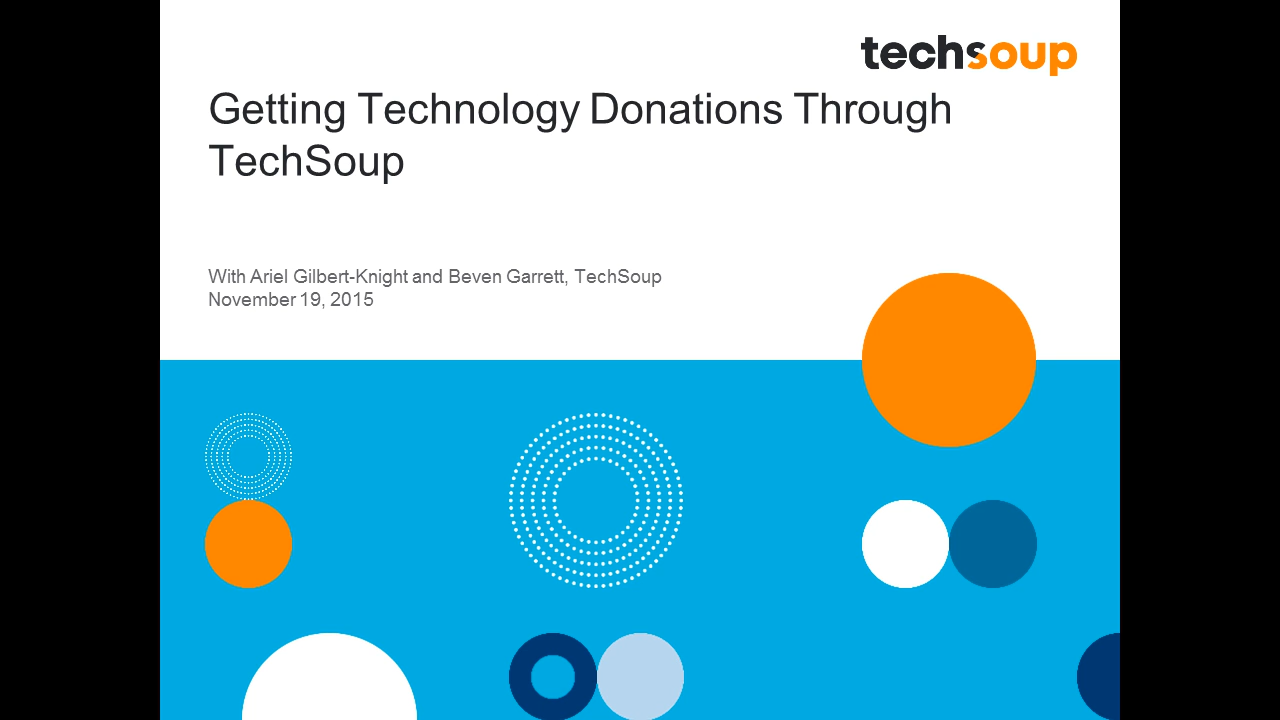 techsoup
Getting Technology Donations Through
TechSoup
With Ariel Gilbert-Knight and Beven Garrett, TechSoup
November 19, 2015